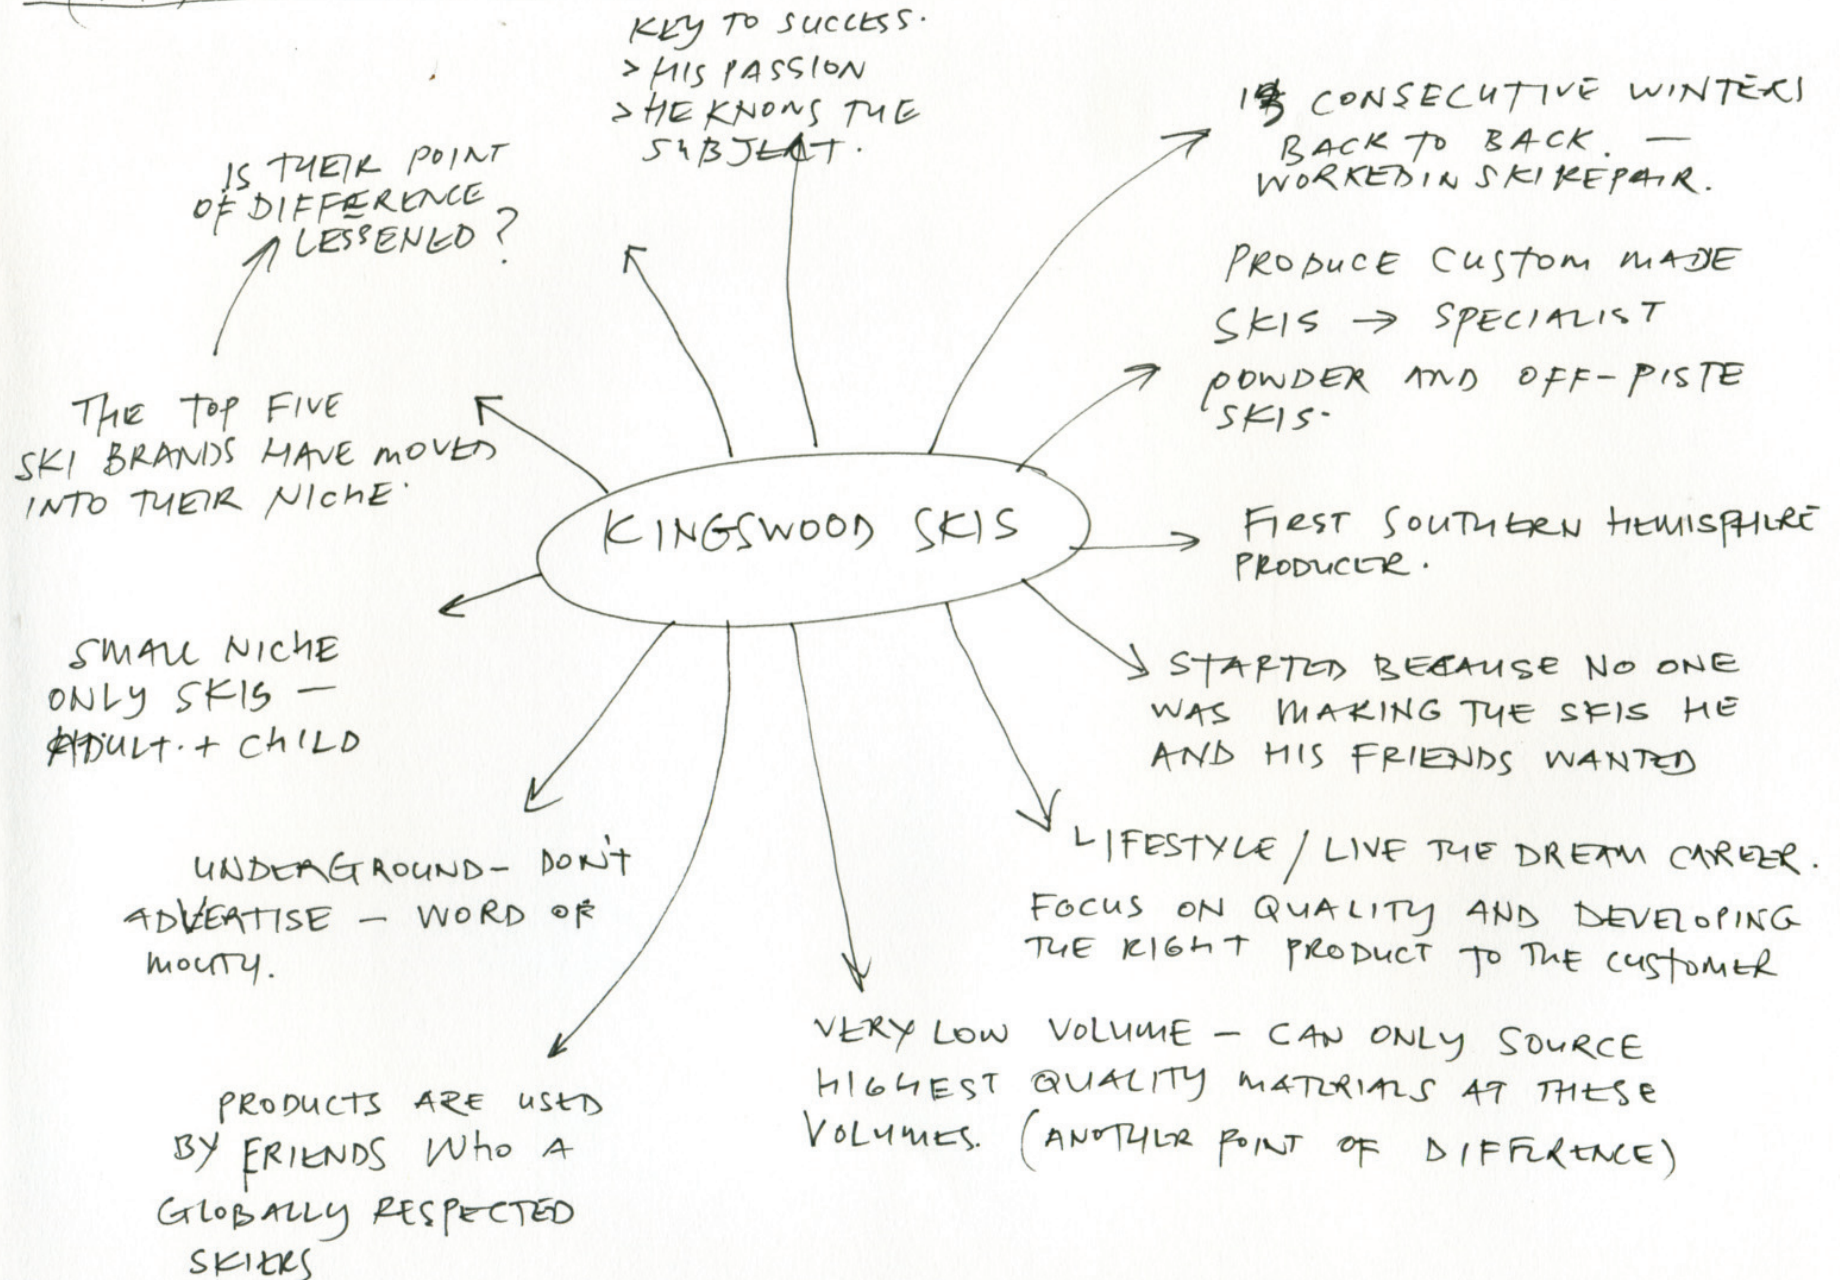 KEY TO SUCCESS.
> HIS PASSION
> HE KNOWS THE
SUBJECT.
IS THEIR POINT
OF DIFFERENCE
LESSENED?
CONSECUTIVE WINTERS
BACK TO BACK. —
WORKED IN SKI REPAIR.
PRODUCE CUSTOM MADE
SKIS → SPECIALIST
POWDER AND OFF-PISTE
SKIS.
THE TOP FIVE
SKI BRANDS HAVE MOVED
INTO THEIR NICHE.
KINGSWOOD SKIS
FIRST SOUTHERN HEMISPHERE
PRODUCER.
SMALL NICHE
ONLY SKIS —
ADULT. + CHILD
STARTED BECAUSE NO ONE
WAS MAKING THE SKIS HE
AND HIS FRIENDS WANTED
UNDERGROUND - DON'T
ADVERTISE — WORD OF
MOUTH.
LIFESTYLE / LIVE THE DREAM CAREER.
FOCUS ON QUALITY AND DEVELOPING
THE RIGHT PRODUCT TO THE CUSTOMER
VERY LOW VOLUME — CAN ONLY SOURCE
HIGHEST QUALITY MATERIALS AT THESE
VOLUMES. (ANOTHER POINT OF DIFFERENCE)
PRODUCTS ARE USED
BY FRIENDS WHO A
GLOBALLY RESPECTED
SKIERS